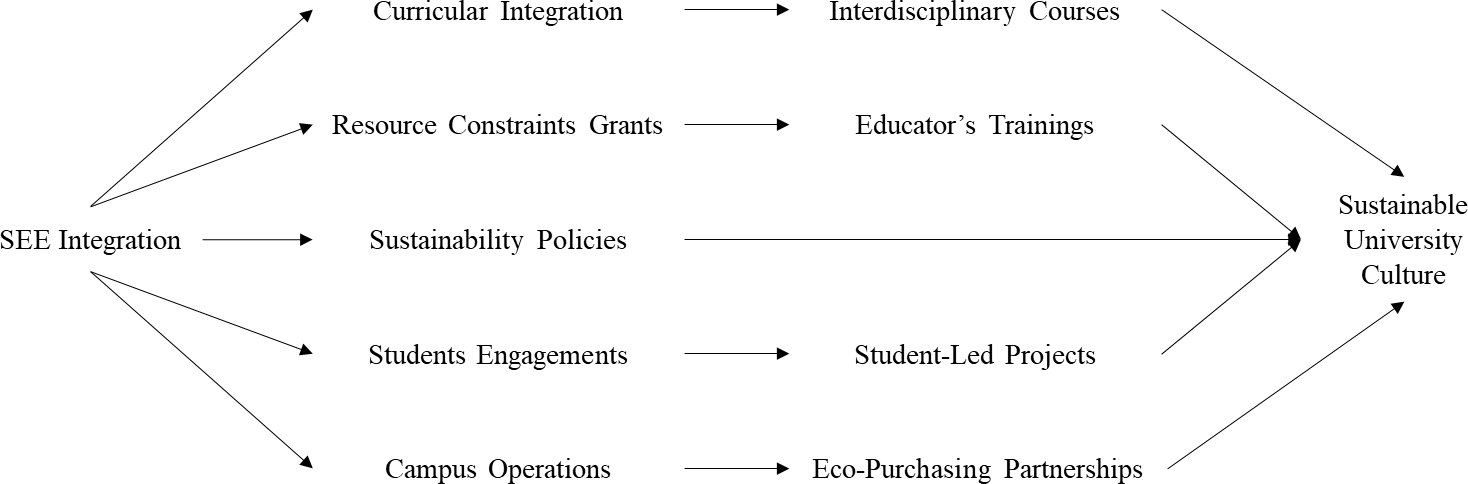 Curricular Integration
Interdisciplinary Courses
Resource Constraints Grants
Educator’s Trainings
SEE Integration
Sustainability Policies
Sustainable
University
Culture
Students Engagements
Student-Led Projects
Campus Operations
Eco-Purchasing Partnerships